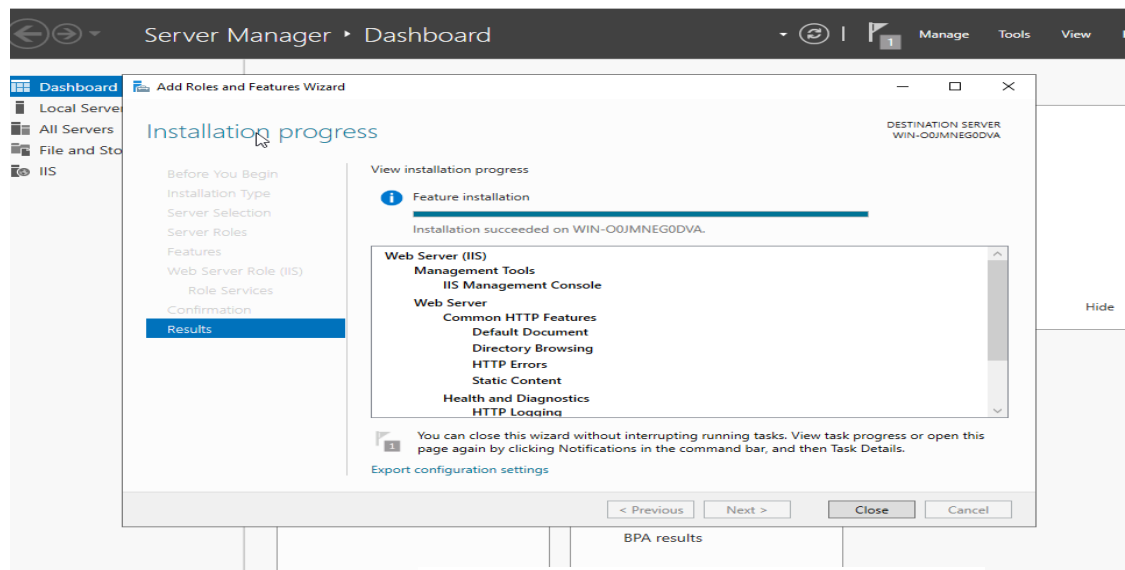 Server Manager ‣ Dashboard
1
Manage
Tools
View
Dashboard
Local Server
All Servers
File and Sto
IIS
Add Roles and Features Wizard
Installation progress
DESTINATION SERVER
WIN-O0JMNEG0DVA
Before You Begin
Installation Type
Server Selection
Server Roles
Features
Web Server Role (IIS)
Role Services
Confirmation
Results
View installation progress
Feature installation
Installation succeeded on WIN-O0JMNEG0DVA.
Web Server (IIS)
Management Tools
IIS Management Console
Web Server
Common HTTP Features
Default Document
Directory Browsing
HTTP Errors
Static Content
Health and Diagnostics
HTTP Logging
1
You can close this wizard without interrupting running tasks. View task progress or open this
page again by clicking Notifications in the command bar, and then Task Details.
Export configuration settings
< Previous
Next >
Close
Cancel
Hide
BPA results